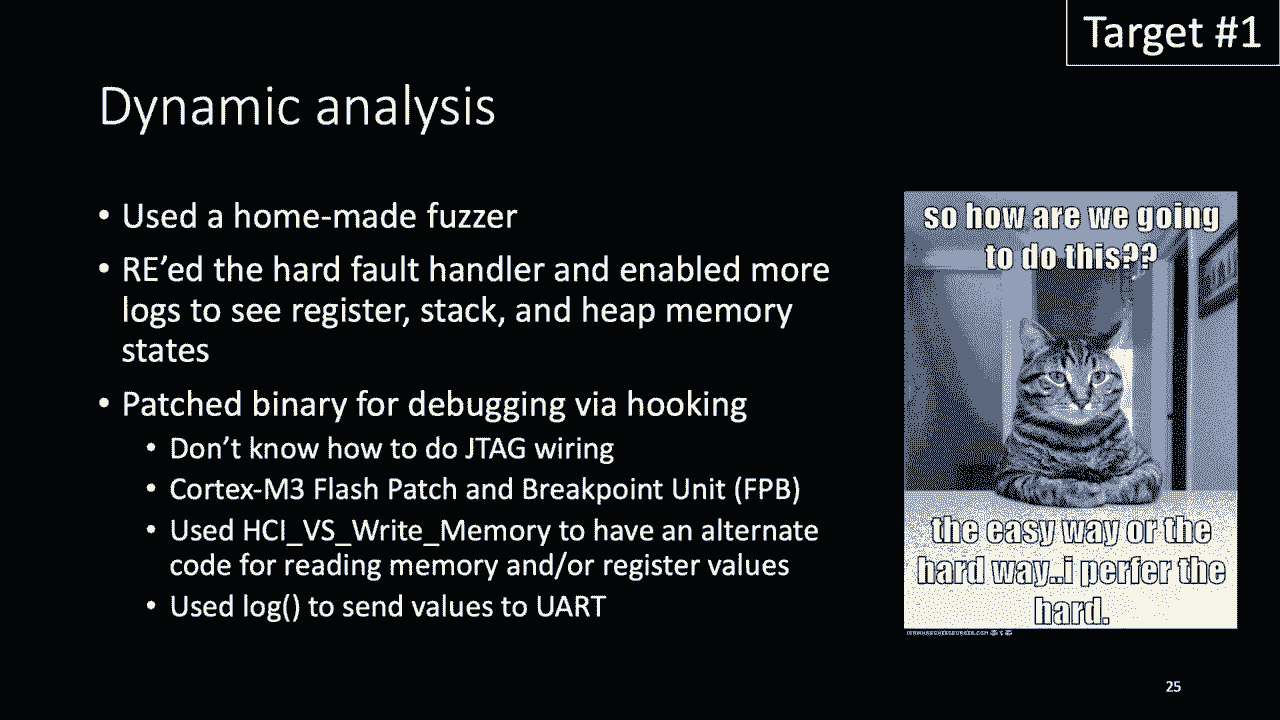 Target #1
Dynamic analysis
• Used a home-made fuzzer
• RE’ed the hard fault handler and enabled more
logs to see register, stack, and heap memory
states
• Patched binary for debugging via hooking
• Don’t know how to do JTAG wiring
• Cortex-M3 Flash Patch and Breakpoint Unit (FPB)
• Used HCI_VS_Write_Memory to have an alternate
code for reading memory and/or register values
• Used log() to send values to UART
so how are we going
to do this??
the easy way or the
hard way..i perfer the
hard.
25